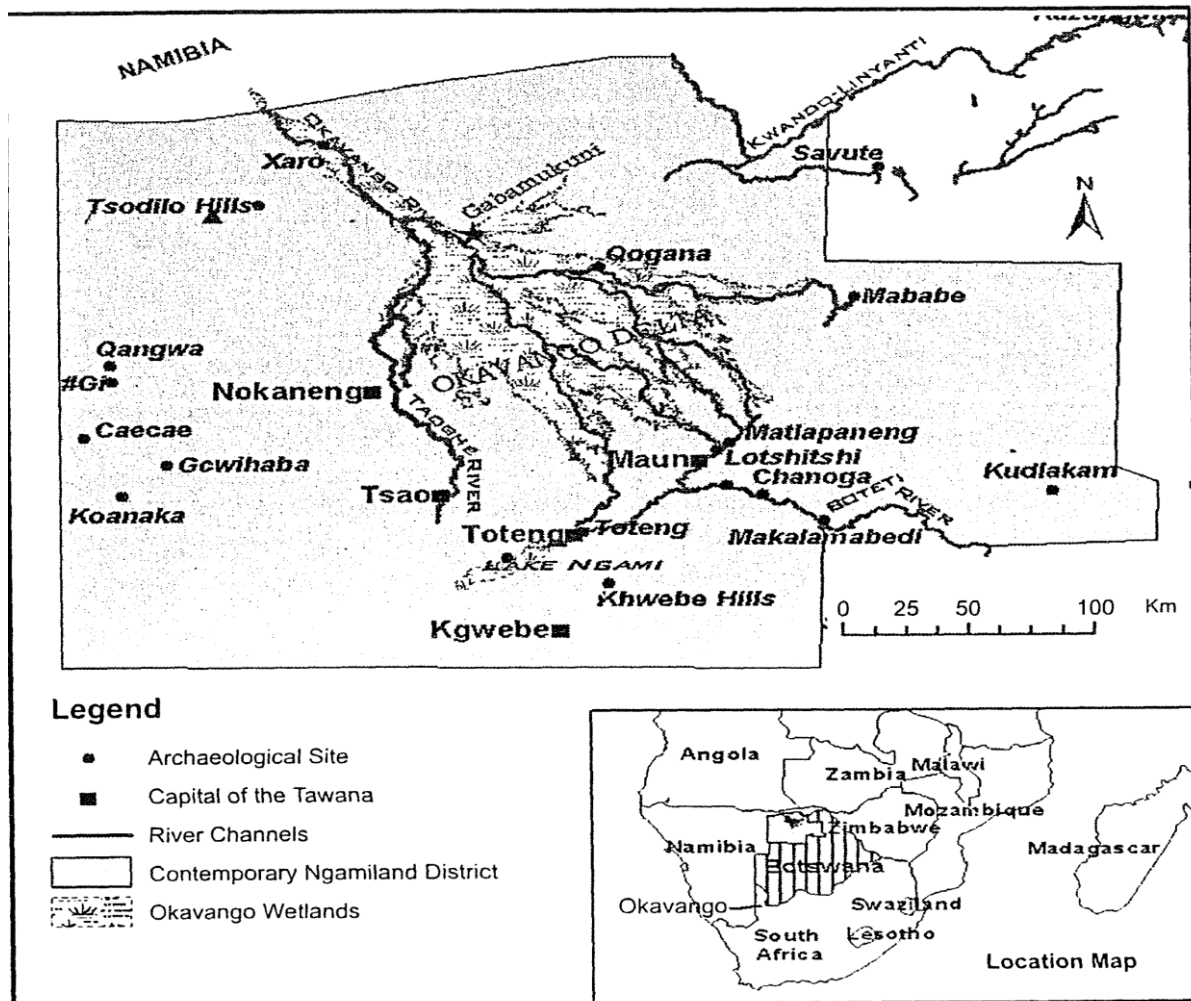 NAMIBIA
KWANDO-LINYANTI
OKAVANGO RIVER
Xaro
Savute
N
Tsodilo Hills
Gabamukuni
Qogana
Mababe
Qangwa
#Gi
OKAVANGO DELTA
Nokaneng
TAOGHE RIVER
Caecae
Gcwihaba
Matlapaneng
Maun
Lotshitshi
Chanoga
Kudlakam
Koanaka
Tsao
BOTETI RIVER
Toteng
Toteng
Makalamabedi
LAKE NGAMI
Khwebe Hills
0 25 50 100 Km
Kgwebe
Legend
Archaeological Site
Capital of the Tawana
River Channels
Contemporary Ngamiland District
Okavango Wetlands
Angola
Zambia
Malawi
Mozambique
Zimbabwe
Namibia
Madagascar
Botswana
Okavango
Swaziland
South Africa
Lesotho
Location Map